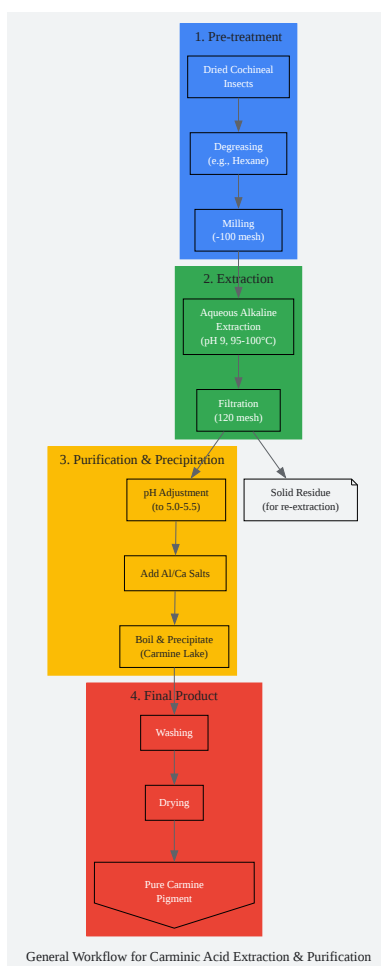 1. Pre-treatment
Dried Cochineal
Insects
Degreasing
(e.g., Hexane)
Milling
(-100 mesh)
2. Extraction
Aqueous Alkaline
Extraction
(pH 9, 95-100°C)
Filtration
(120 mesh)
3. Purification & Precipitation
pH Adjustment
(to 5.0-5.5)
Solid Residue
(for re-extraction)
Add Al/Ca Salts
Boil & Precipitate
(Carmine Lake)
4. Final Product
Washing
Drying
Pure Carmine
Pigment
General Workflow for Carminic Acid Extraction & Purification